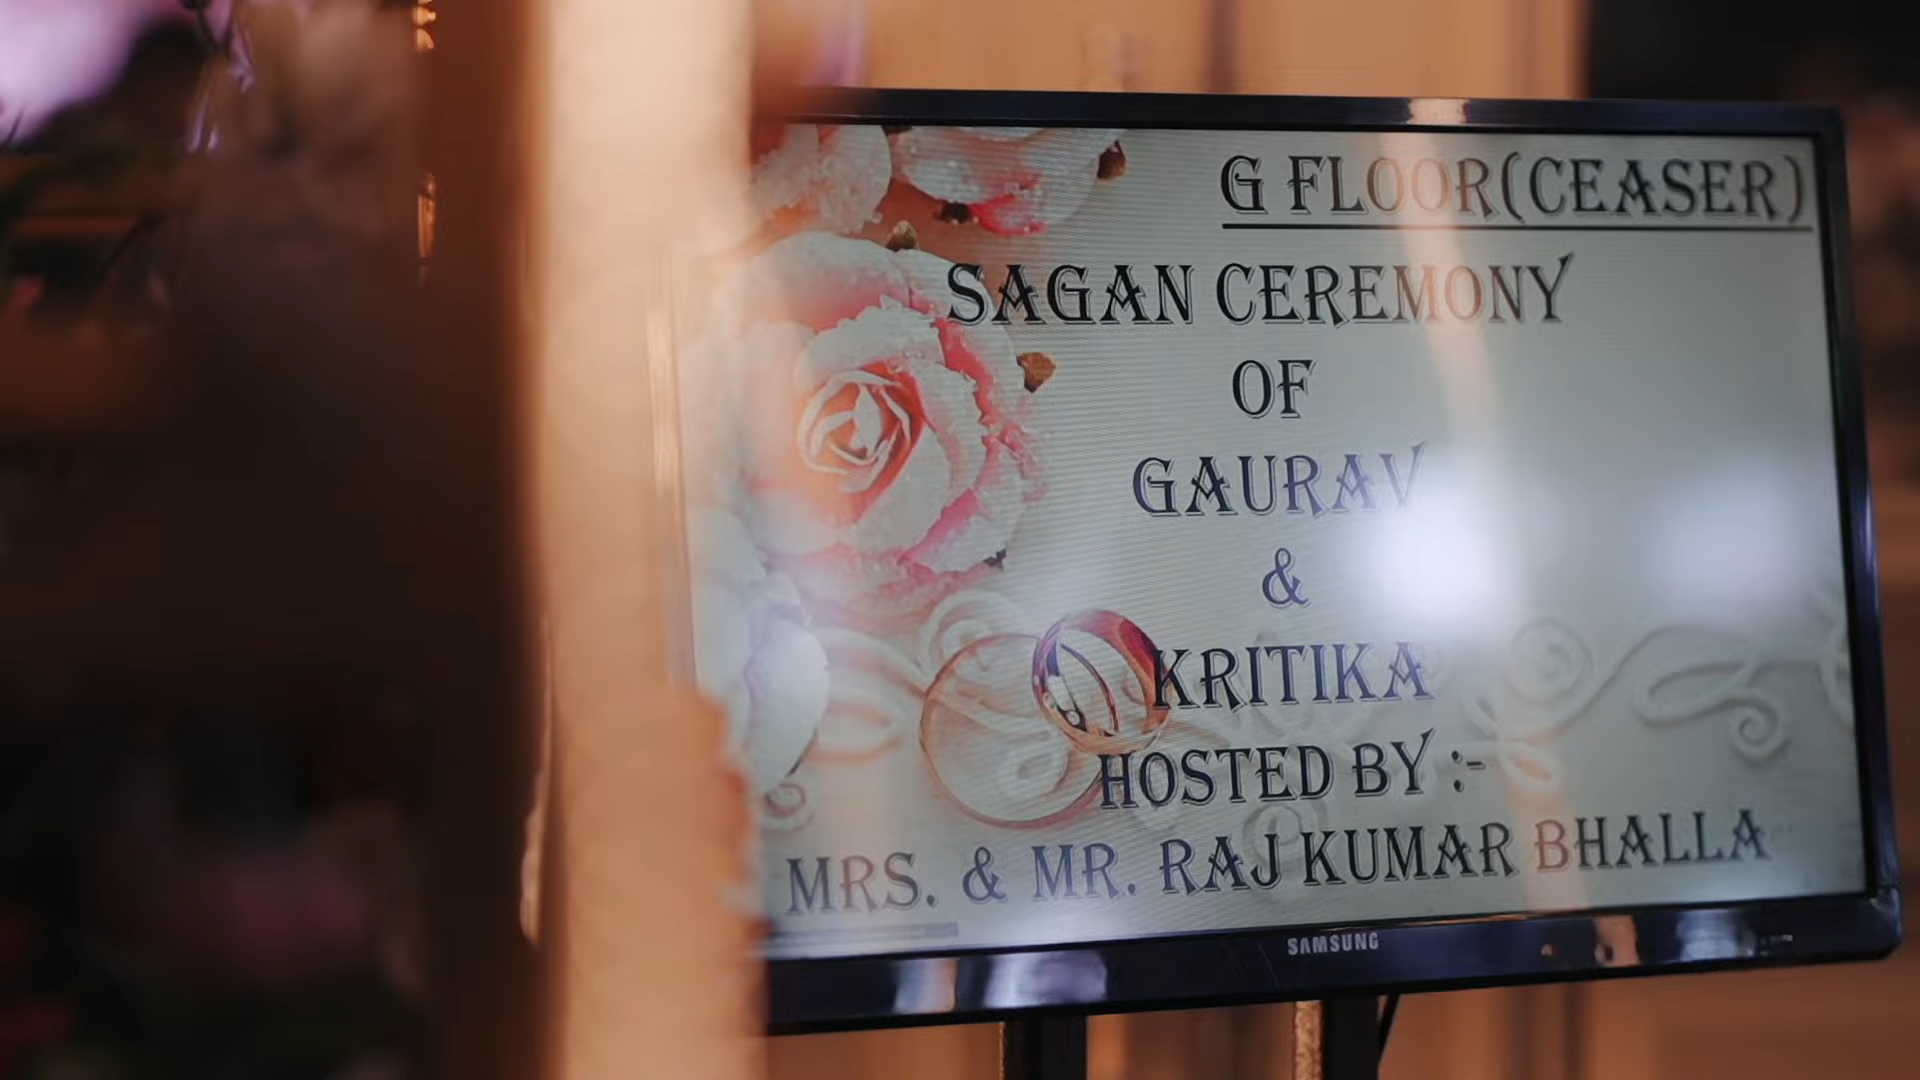 G FLOOR(CEASER)
SAGAN CEREMONY
OF
GAURAV
&
KRITIKA
HOSTED BY :-
MRS. & MR. RAJ KUMAR BHALLA
SAMSUNG